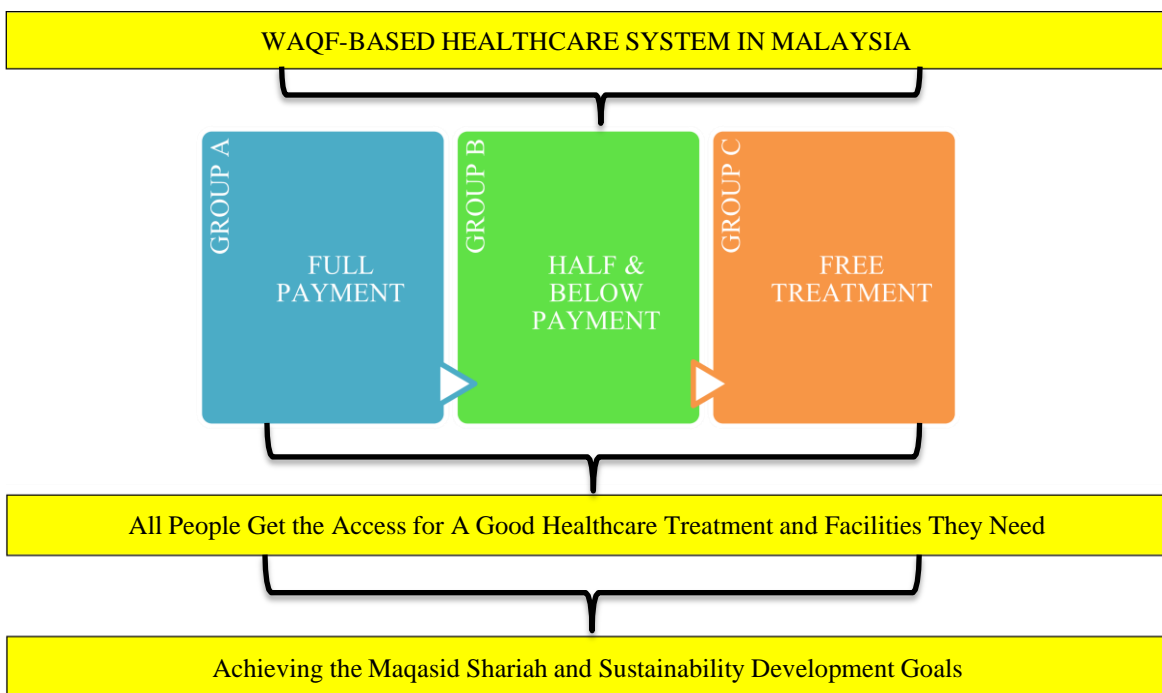 WAQF-BASED HEALTHCARE SYSTEM IN MALAYSIA
GROUP A
FULL
PAYMENT
GROUP B
HALF &
BELOW
PAYMENT
GROUP C
FREE
TREATMENT
All People Get the Access for A Good Healthcare Treatment and Facilities They Need
Achieving the Maqasid Shariah and Sustainability Development Goals